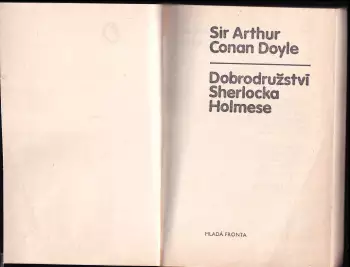 Sir Arthur
Conan Doyle
Dobrodružství
Sherlocka
Holmese
MLADÁ FRONTA